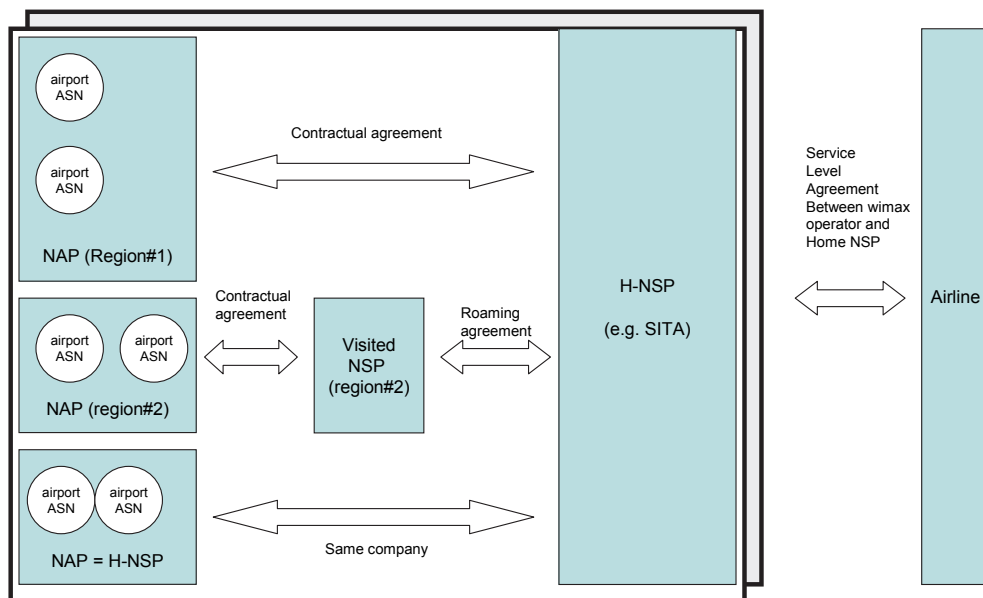 airport
ASN
airport
ASN
NAP (Region#1)
Contractual agreement
airport
ASN
airport
ASN
NAP (region#2)
Contractual
agreement
Visited
NSP
(region#2)
Roaming
agreement
airport
ASN
airport
ASN
NAP = H-NSP
Same company
H-NSP
(e.g. SITA)
Service
Level
Agreement
Between wimax
operator and
Home NSP
Airline